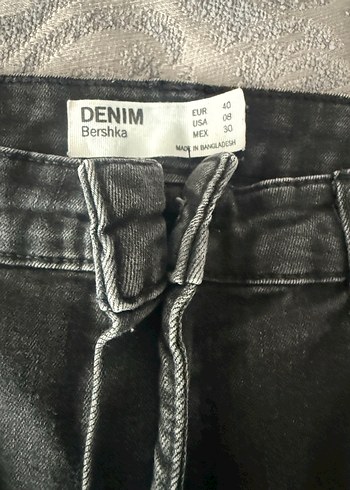 DENIM
Bershka
EUR 40
USA 08
MEX 30
MADE IN BANGLADESH